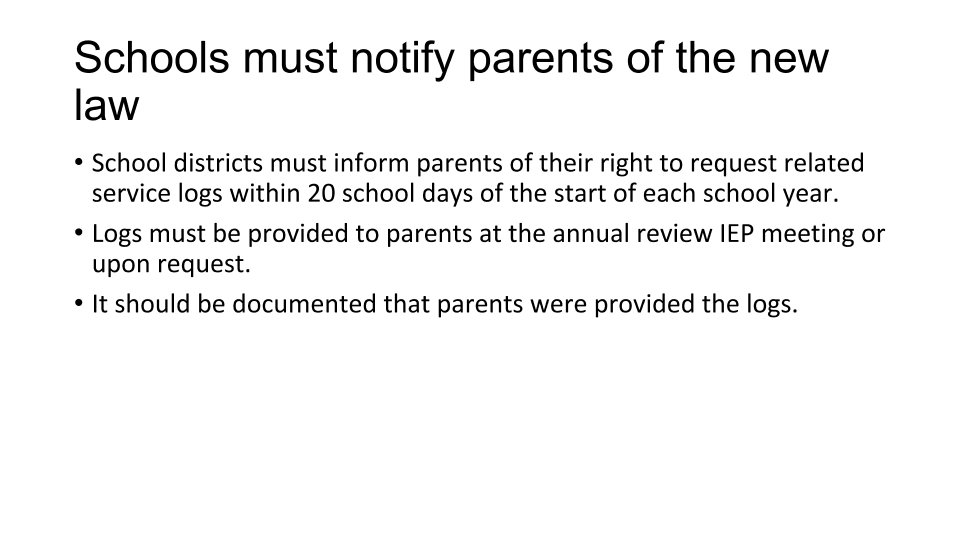 Schools must notify parents of the new
law
• School districts must inform parents of their right to request related
service logs within 20 school days of the start of each school year.
• Logs must be provided to parents at the annual review IEP meeting or
upon request.
• It should be documented that parents were provided the logs.